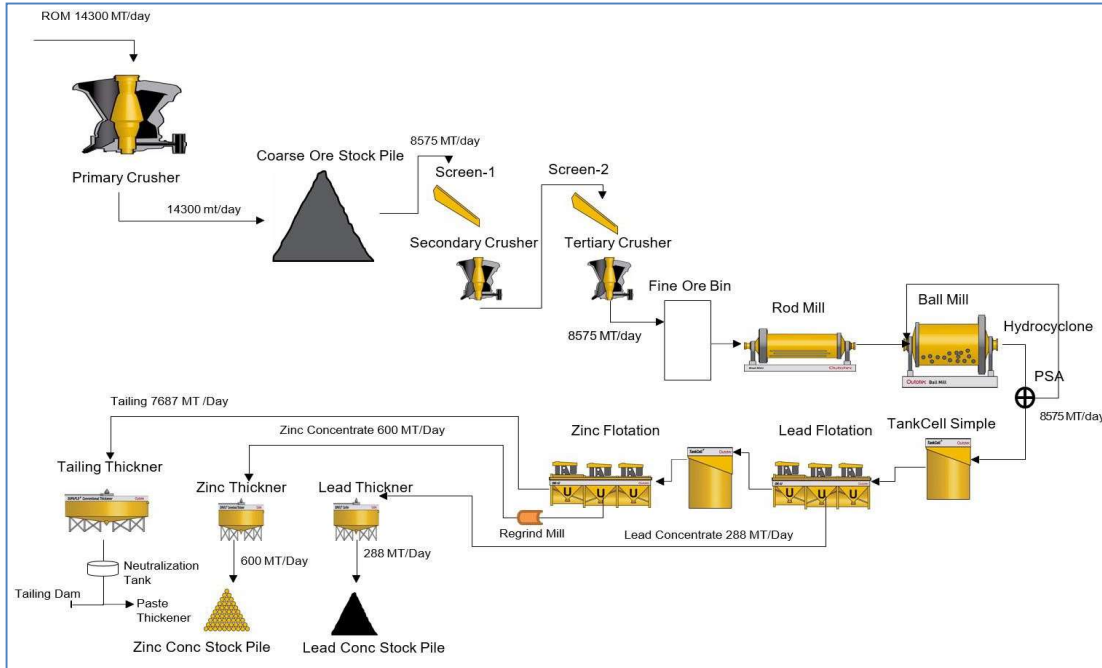 ROM 14300 MT/day
Primary Crusher
14300 mt/day
Coarse Ore Stock Pile
8575 MT/day
Screen-1
Secondary Crusher
Screen-2
Tertiary Crusher
8575 MT/day
Fine Ore Bin
Rod Mill
Ball Mill
Hydrocyclone
PSA
8575 MT/day
Outotec
Outotec Ball Mill
TankCell Simple
Lead Flotation
Zinc Flotation
Tailing 7687 MT /Day
Zinc Concentrate 600 MT/Day
Tailing Thickner
Zinc Thickner
Lead Thickner
Regrind Mill
Lead Concentrate 288 MT/Day
600 MT/Day
288 MT/Day
Neutralization
Tank
Tailing Dam
Paste
Thickener
Zinc Conc Stock Pile
Lead Conc Stock Pile